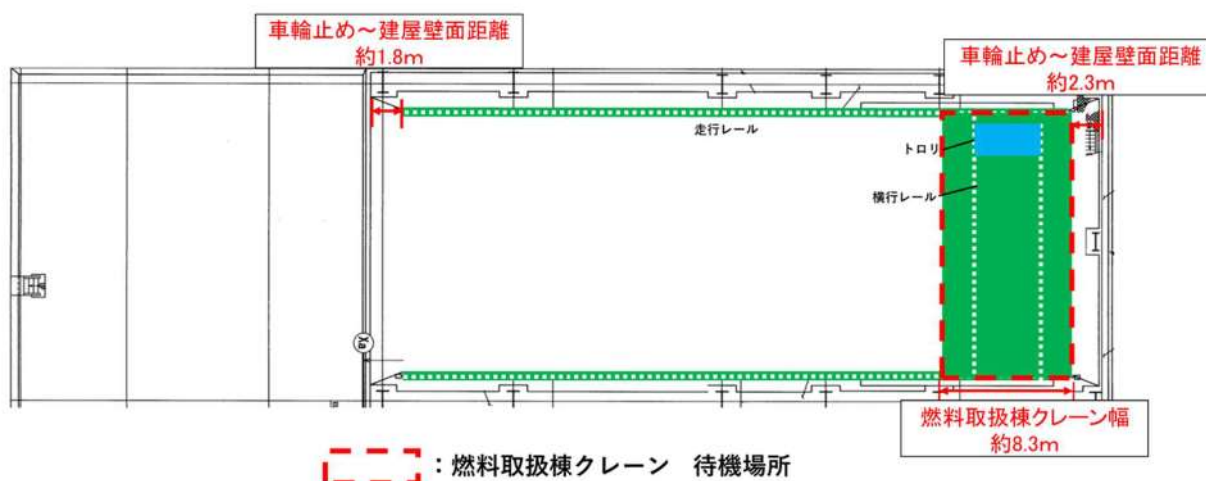 車輪止め～建屋壁面距離
約1.8m
車輪止め～建屋壁面距離
約2.3m
走行レール
トロリ
横行レール
Xa
燃料取扱棟クレーン幅
約8.3m
：燃料取扱棟クレーン　待機場所